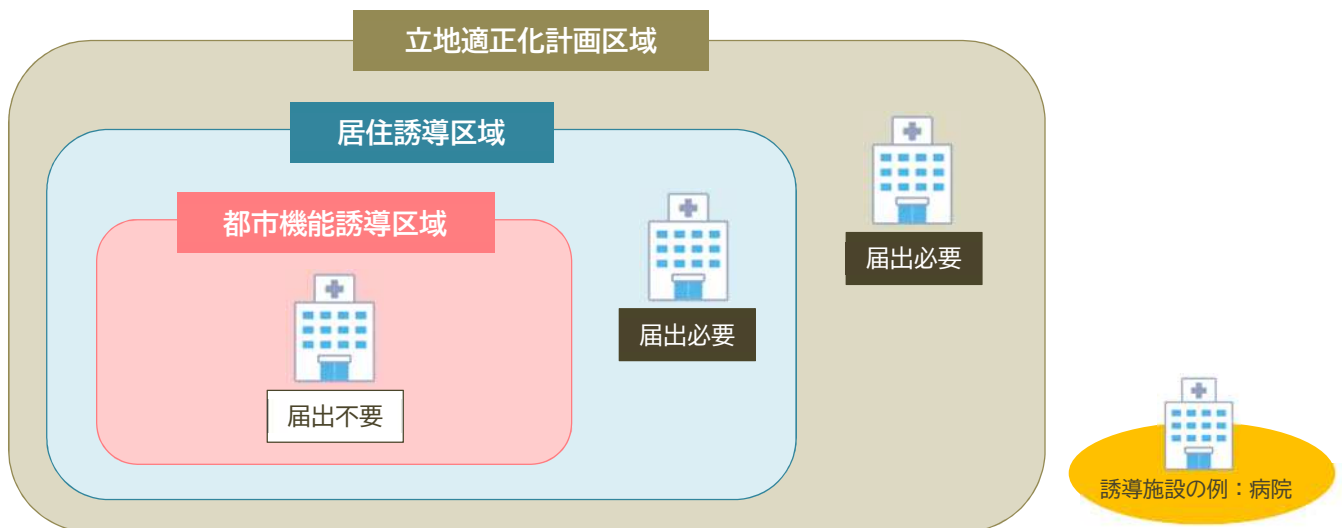 立地適正化計画区域
居住誘導区域
都市機能誘導区域
届出必要
届出必要
届出不要
誘導施設の例：病院